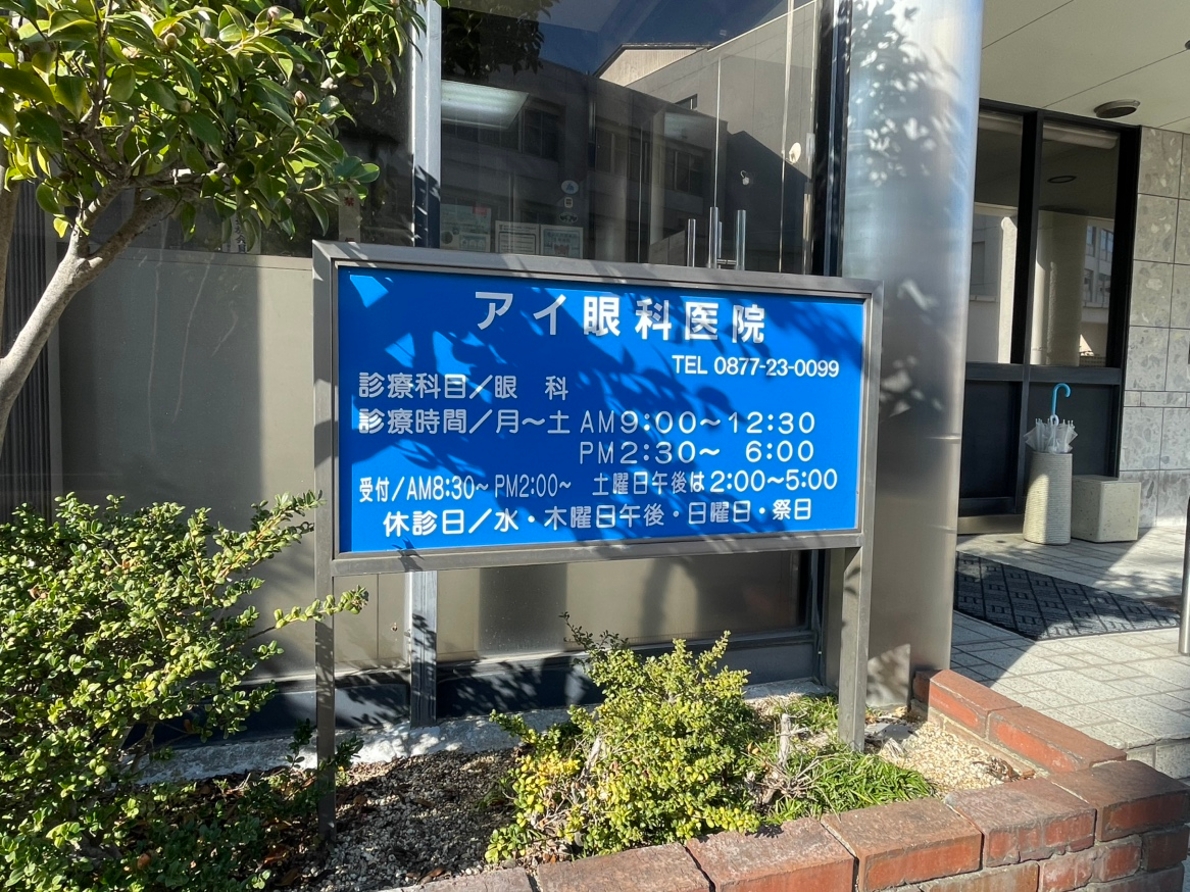 アイ眼科医院
TEL 0877-23-0099
診療科目／眼 科
診療時間／月～土 AM9:00～12:30
PM2:30～ 6:00
受付／AM8:30～ PM2:00～ 土曜日午後は2:00～5:00
休診日／水・木曜日午後・日曜日・祭日